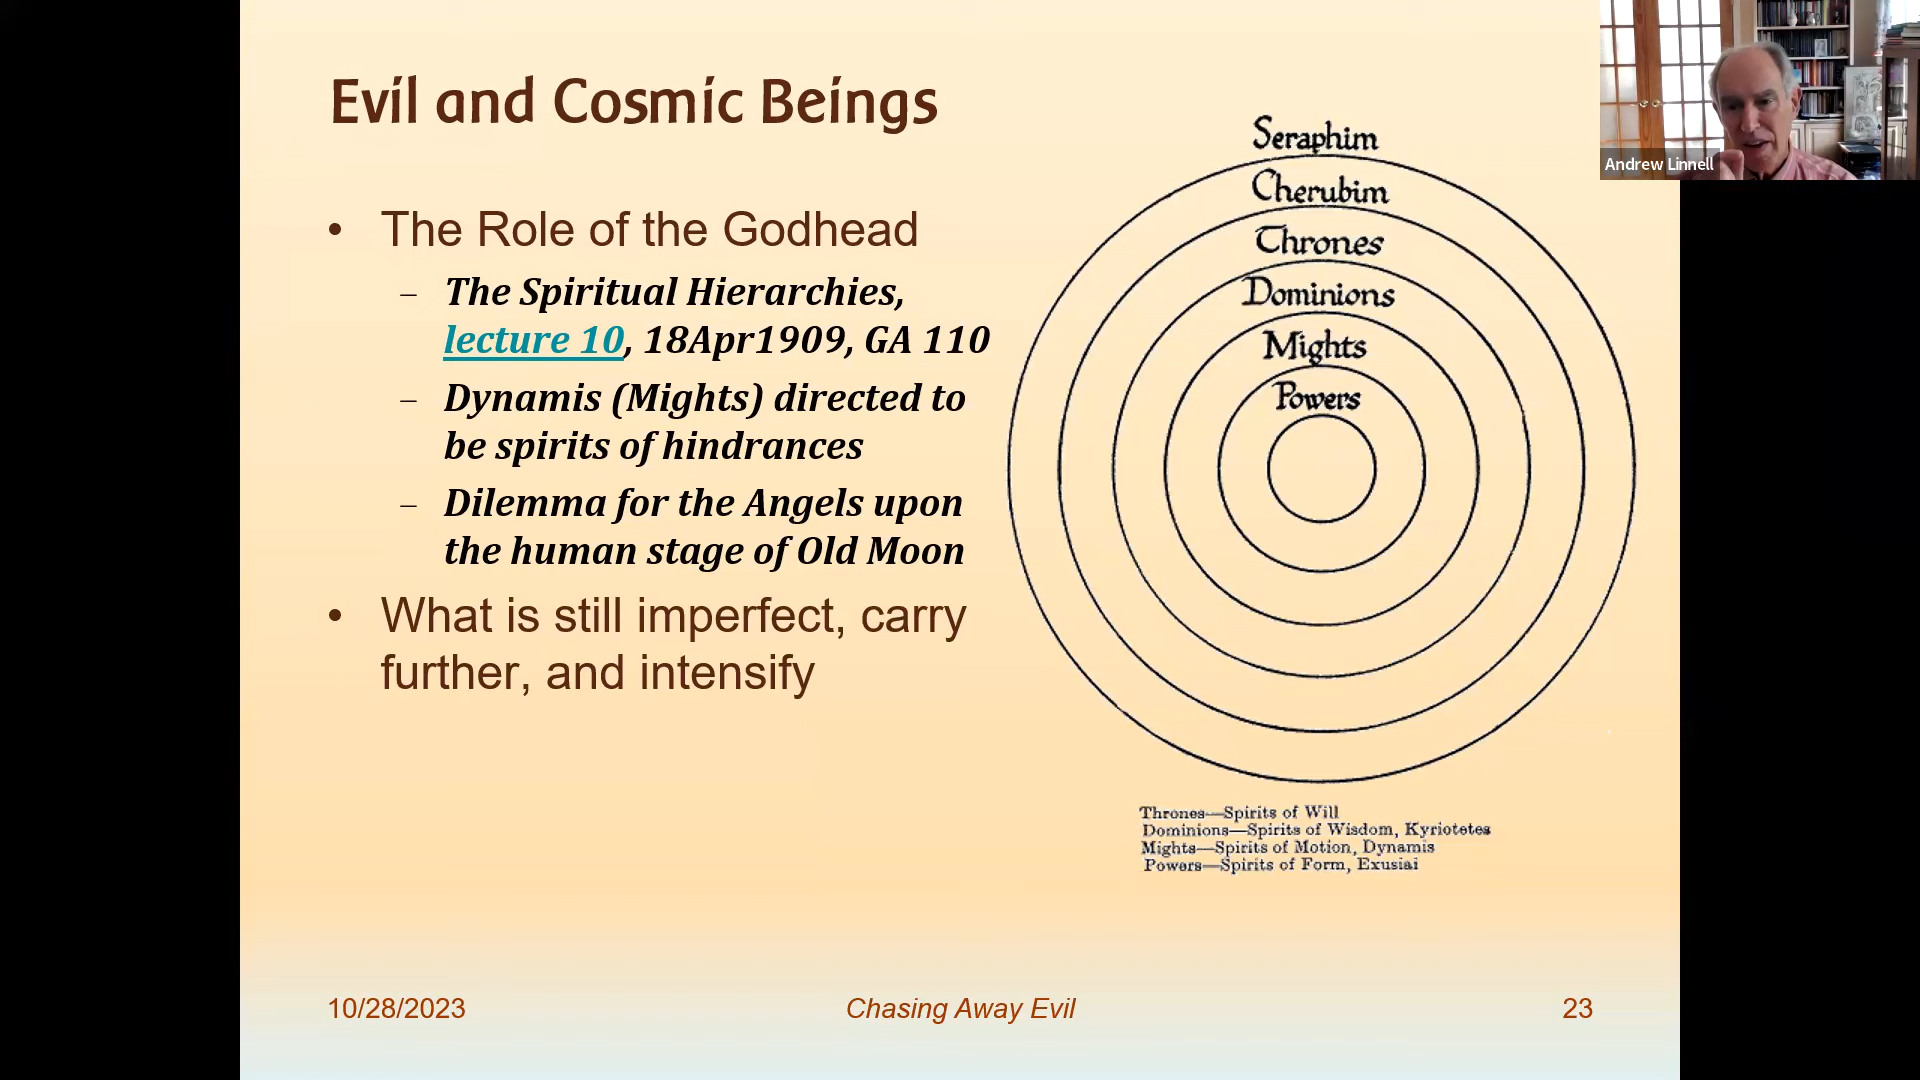 Evil and Cosmic Beings
• The Role of the Godhead
– The Spiritual Hierarchies,
lecture 10, 18Apr1909, GA 110
– Dynamis (Mights) directed to
be spirits of hindrances
– Dilemma for the Angels upon
the human stage of Old Moon
• What is still imperfect, carry
further, and intensify
Seraphim
Cherubim
Thrones
Dominions
Mights
Powers
Thrones—Spirits of Will
Dominions—Spirits of Wisdom, Kyriotetes
Mights—Spirits of Motion, Dynamis
Powers—Spirits of Form, Exusiai
Andrew Linnell
10/28/2023
Chasing Away Evil
23